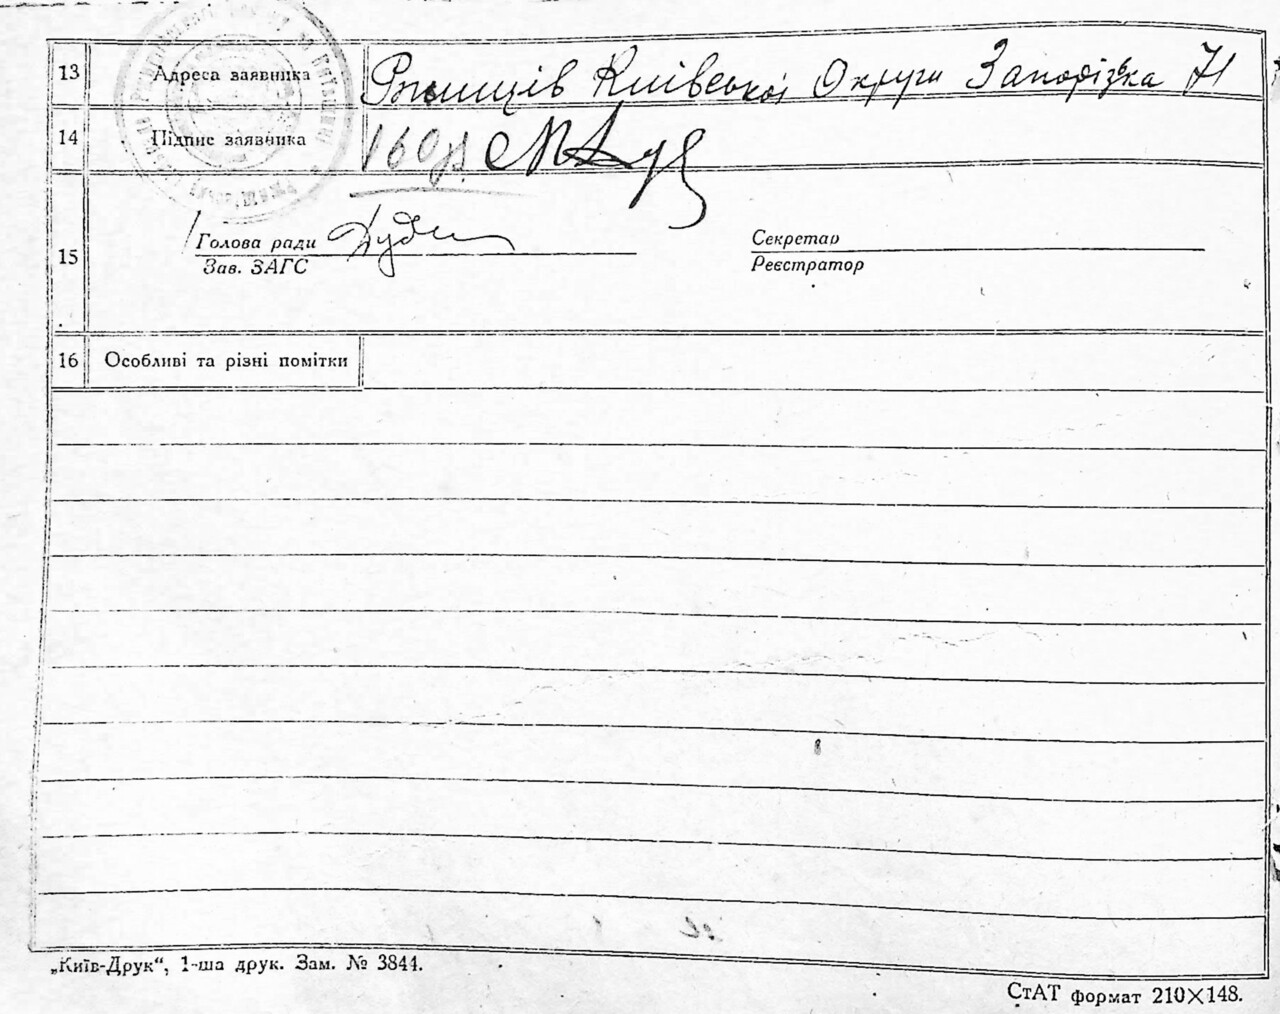 13 Адреса заявника Ржищів Київської Округи Запорізька 71
14 Підпис заявника 160
15 Голова ради
Зав. ЗАГС
Секретар
Реєстратор
16 Особливі та різні помітки
„Київ-Друк“, 1-ша друк. Зам. № 3844.
СтАТ формат 210×148.